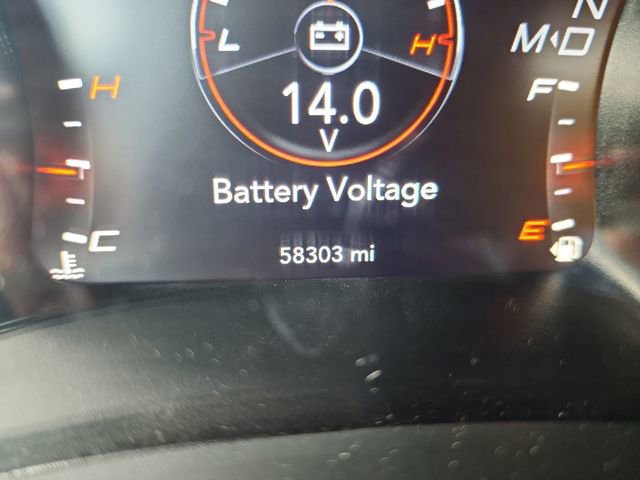 N
L
H
M◂D
H
14.0
F
V
Battery Voltage
C
E
58303 mi